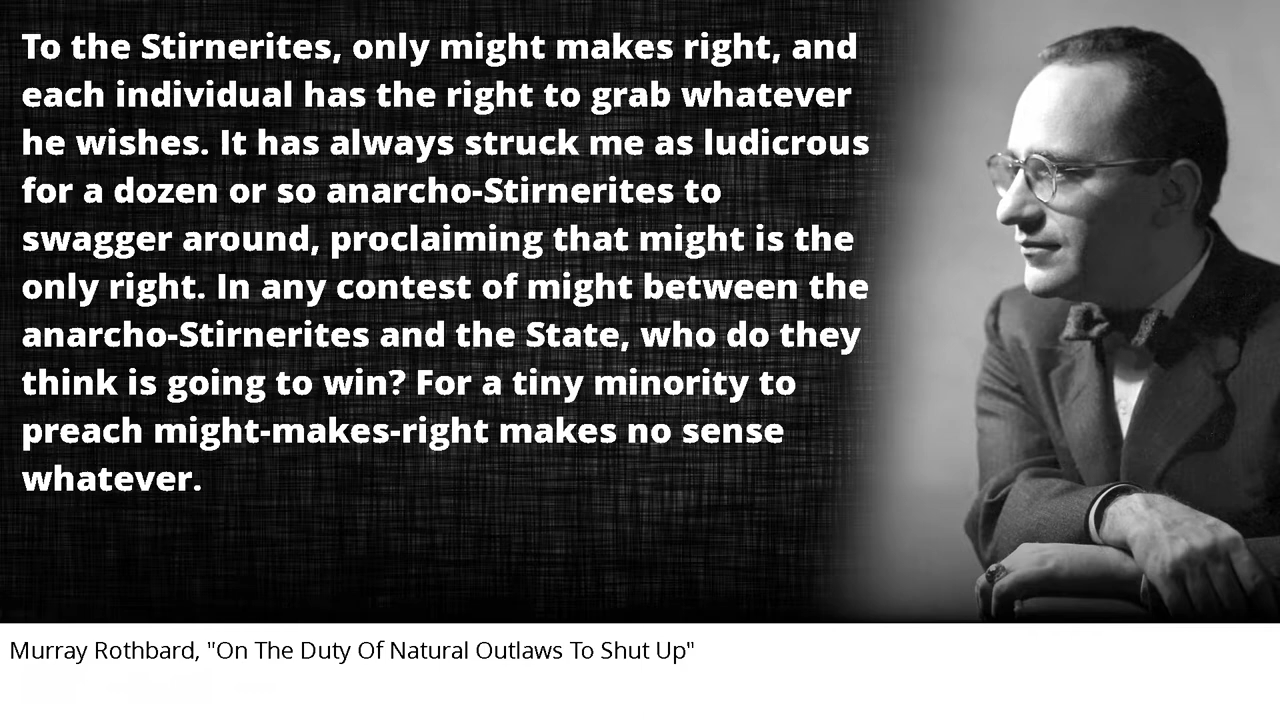 To the Stirnerites, only might makes right, and
each individual has the right to grab whatever
he wishes. It has always struck me as ludicrous
for a dozen or so anarcho-Stirnerites to
swagger around, proclaiming that might is the
only right. In any contest of might between the
anarcho-Stirnerites and the State, who do they
think is going to win? For a tiny minority to
preach might-makes-right makes no sense
whatever.
Murray Rothbard, "On The Duty Of Natural Outlaws To Shut Up"